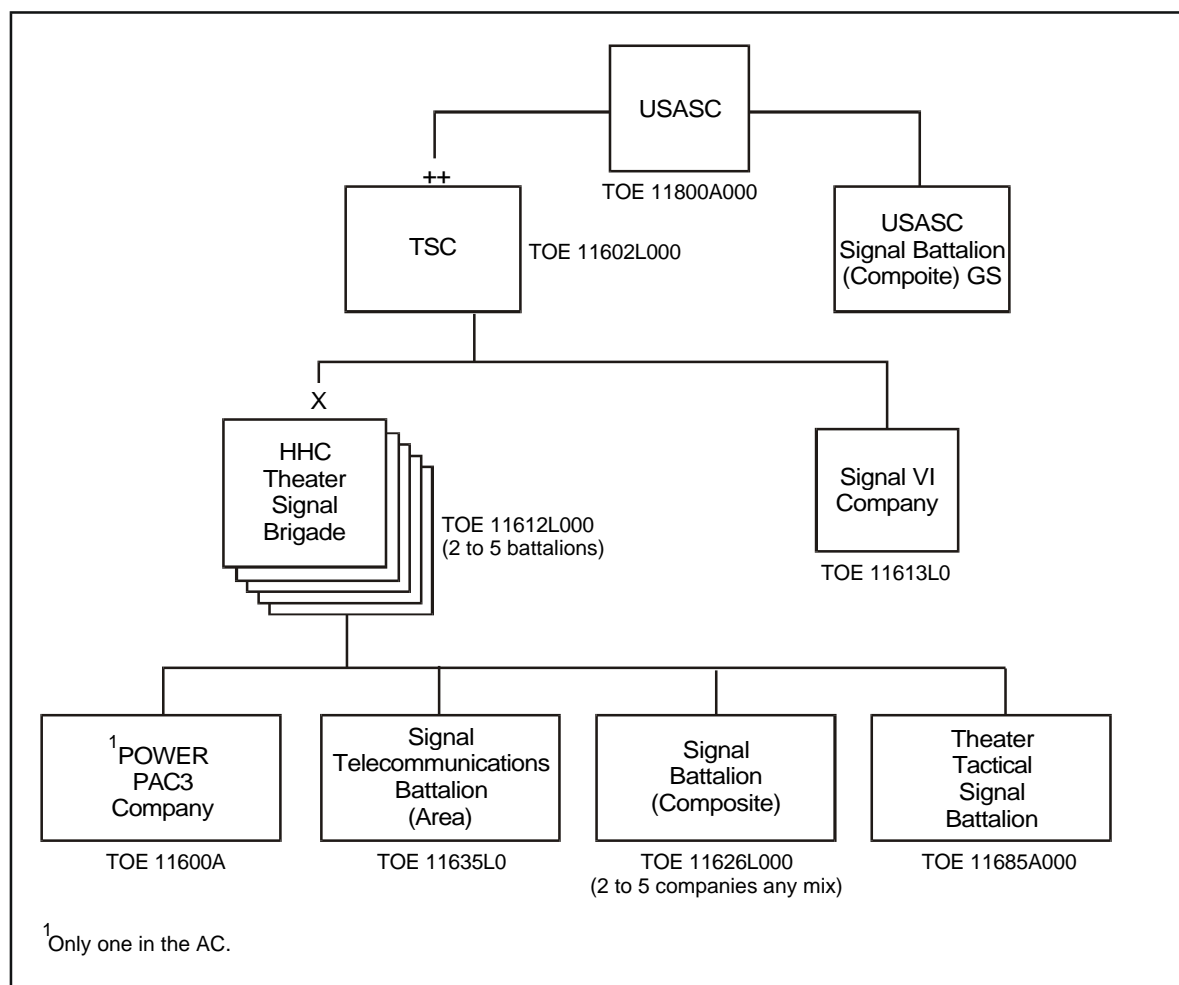 USASC
TOE 11800A000
++
TSC
TOE 11602L000
USASC
Signal Battalion
(Compoite) GS
X
HHC
Theater
Signal
Brigade
TOE 11612L000
(2 to 5 battalions)
Signal VI
Company
TOE 11613L0
1POWER
PAC3
Company
TOE 11600A
Signal
Telecommunications
Battalion
(Area)
TOE 11635L0
Signal
Battalion
(Composite)
TOE 11626L000
(2 to 5 companies any mix)
Theater
Tactical
Signal
Battalion
TOE 11685A000
1Only one in the AC.